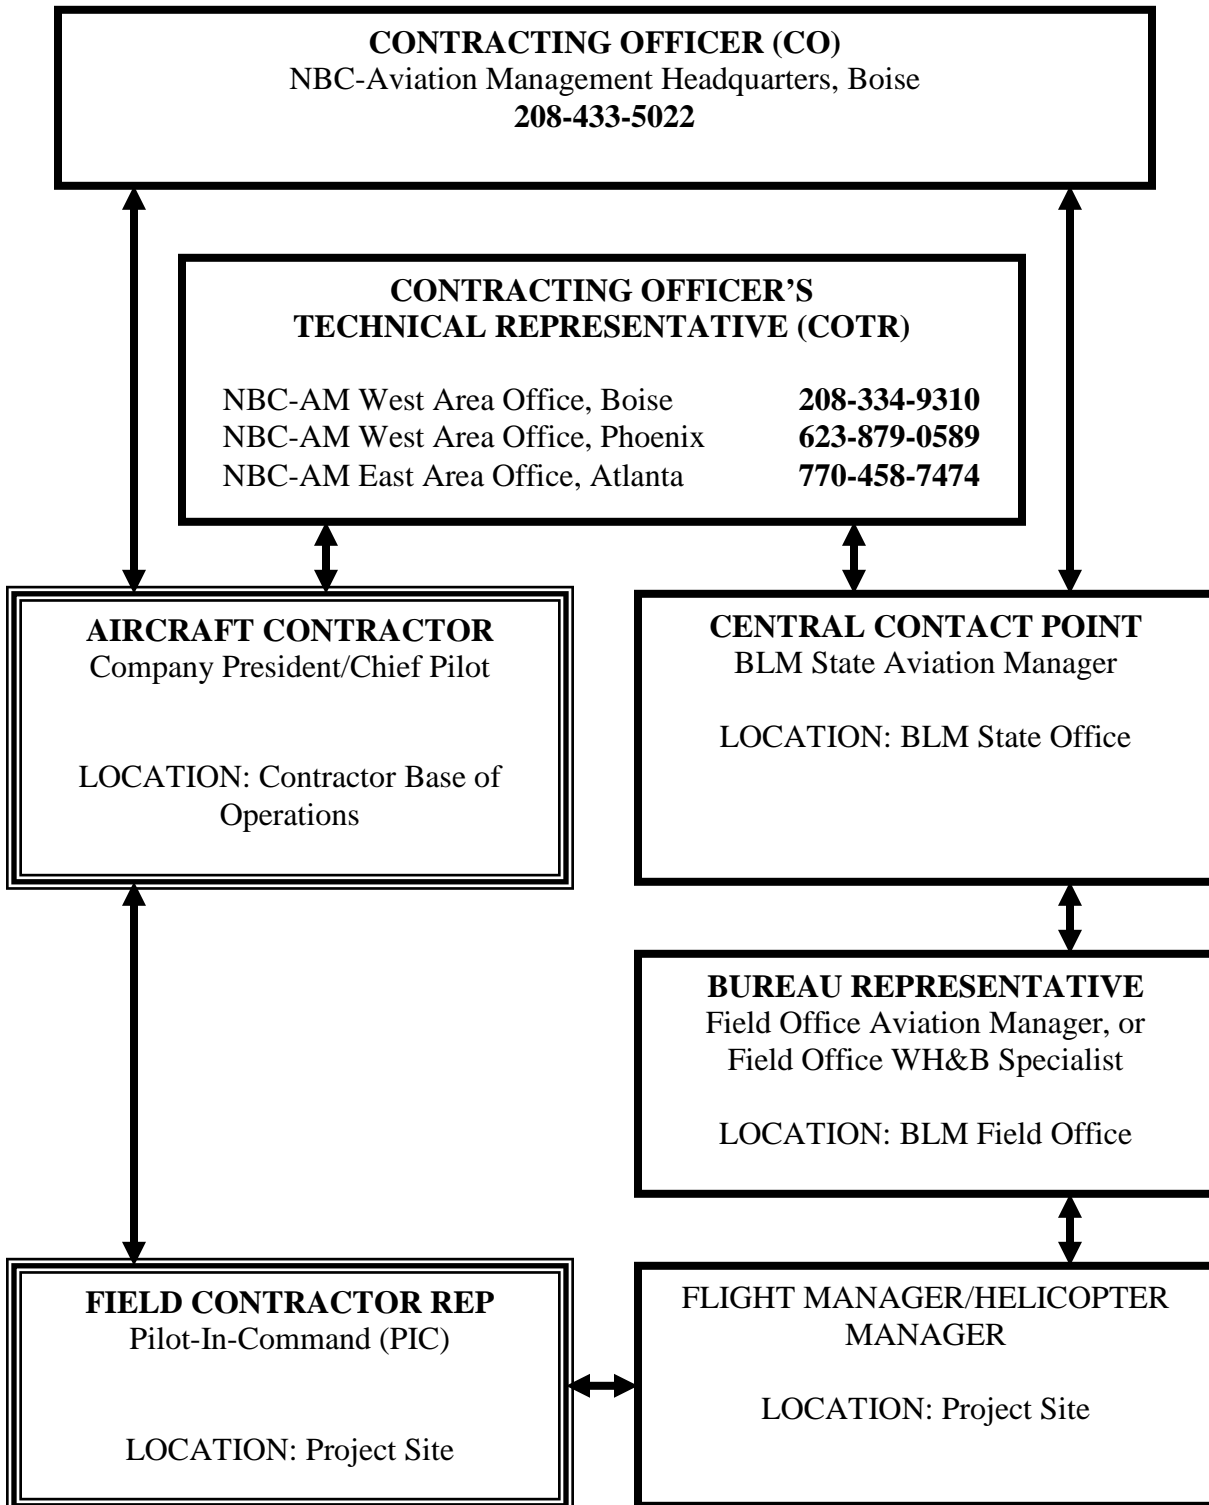 CONTRACTING OFFICER (CO)
NBC-Aviation Management Headquarters, Boise
208-433-5022
CONTRACTING OFFICER’S
TECHNICAL REPRESENTATIVE (COTR)
NBC-AM West Area Office, Boise 208-334-9310
NBC-AM West Area Office, Phoenix 623-879-0589
NBC-AM East Area Office, Atlanta 770-458-7474
AIRCRAFT CONTRACTOR
Company President/Chief Pilot
LOCATION: Contractor Base of
Operations
CENTRAL CONTACT POINT
BLM State Aviation Manager
LOCATION: BLM State Office
BUREAU REPRESENTATIVE
Field Office Aviation Manager, or
Field Office WH&B Specialist
LOCATION: BLM Field Office
FIELD CONTRACTOR REP
Pilot-In-Command (PIC)
LOCATION: Project Site
FLIGHT MANAGER/HELICOPTER
MANAGER
LOCATION: Project Site